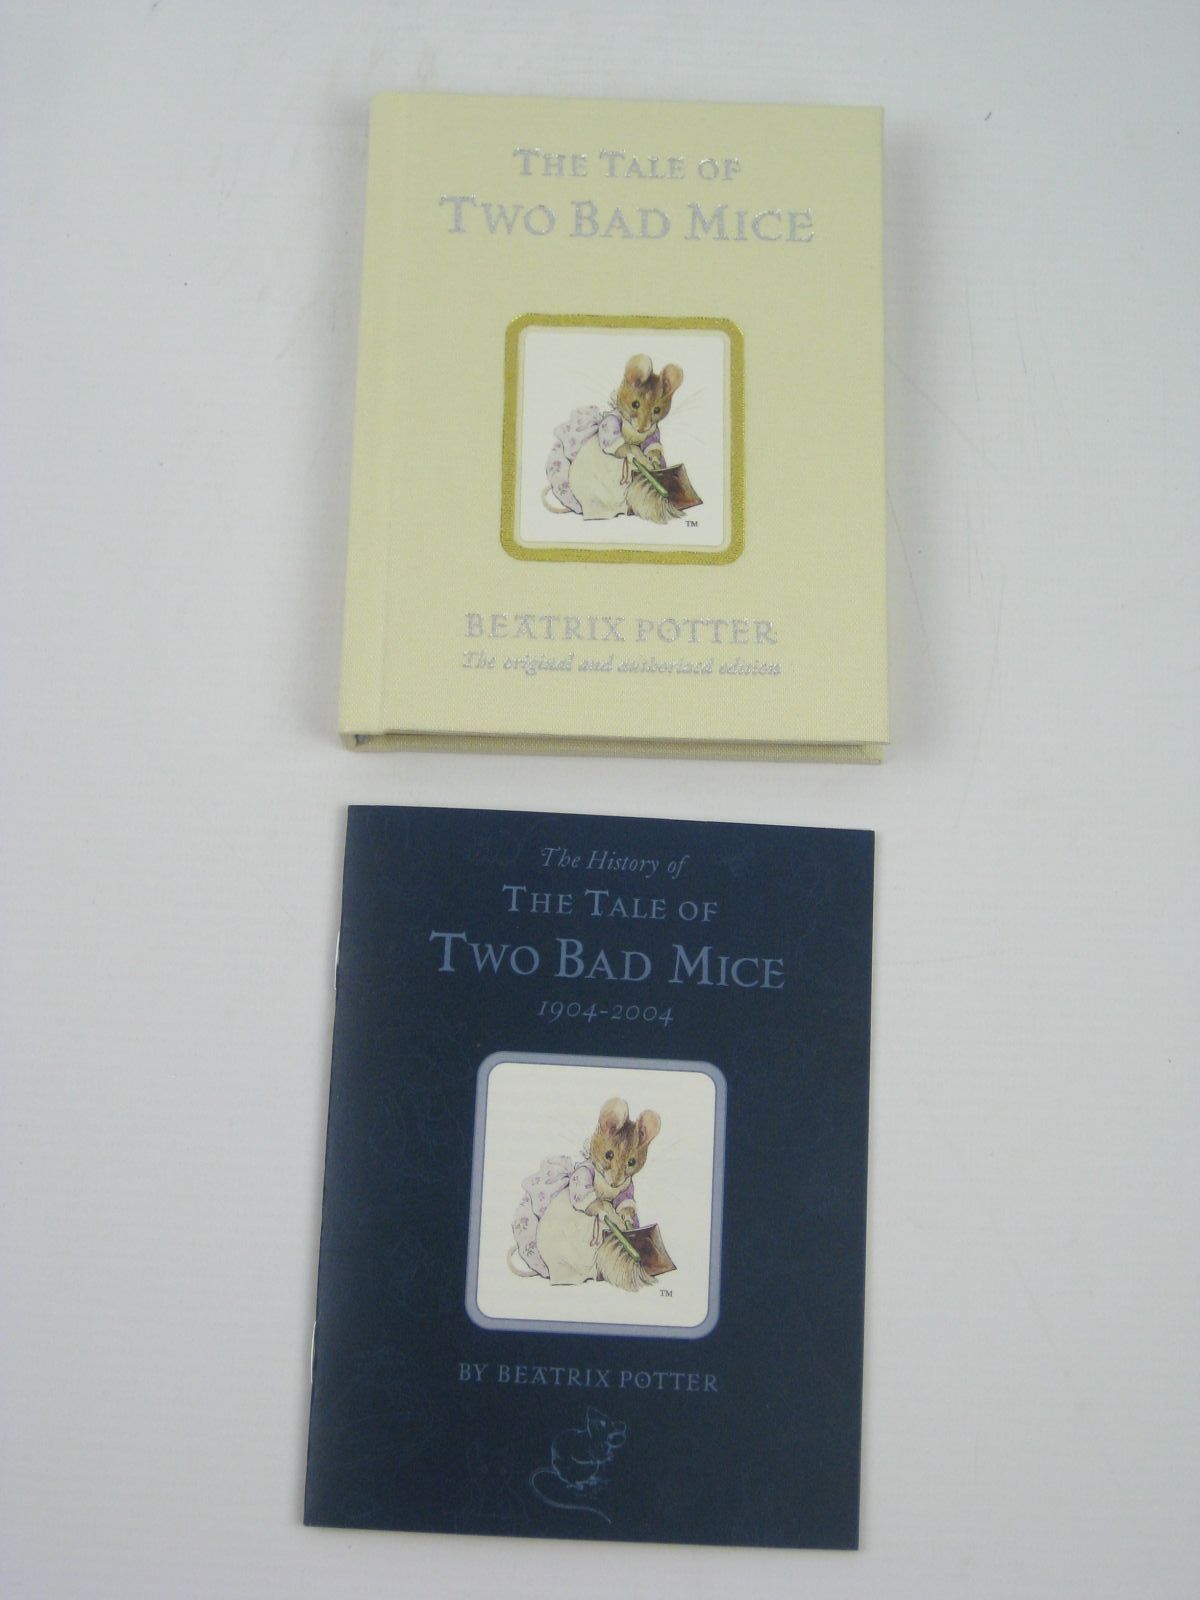 THE TALE OF
TWO BAD MICE
TM
BEATRIX POTTER
The original and authorized edition
The History of
THE TALE OF
TWO BAD MICE
1904-2004
TM
BY BEATRIX POTTER